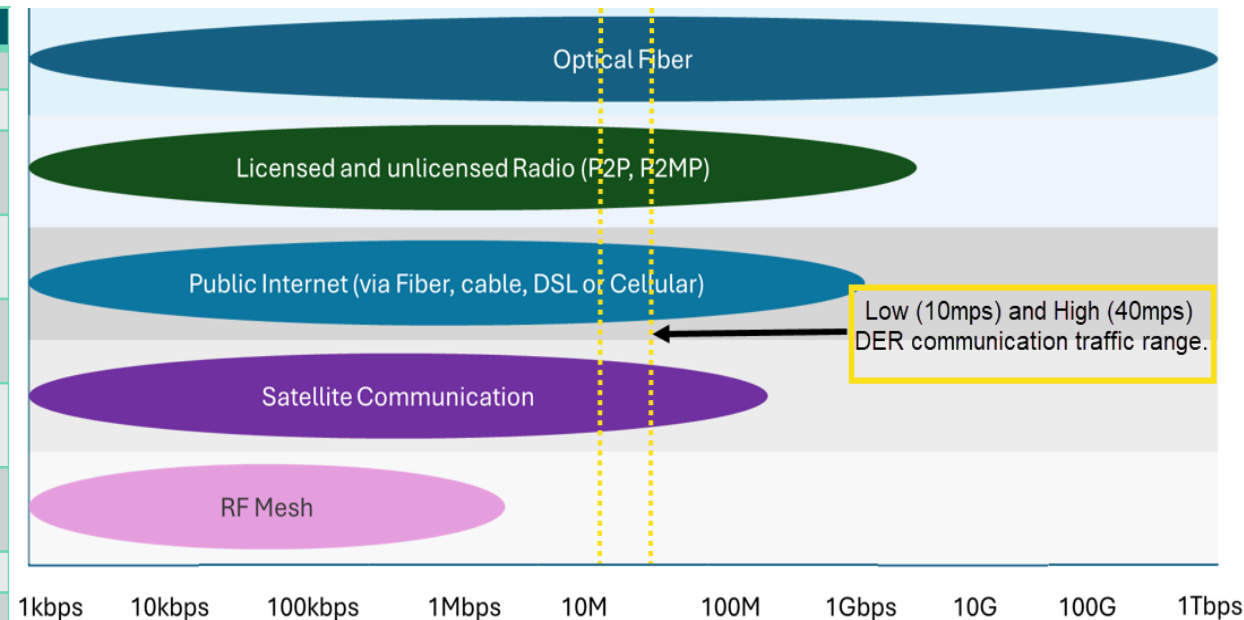 Optical Fiber
Licensed and unlicensed Radio (P2P, P2MP)
Public Internet (via Fiber, cable, DSL or Cellular)
Low (10mps) and High (40mps)
DER communication traffic range.
Satellite Communication
RF Mesh
1kbps 10kbps 100kbps 1Mbps 10M 100M 1Gbps 10G 100G 1Tbps